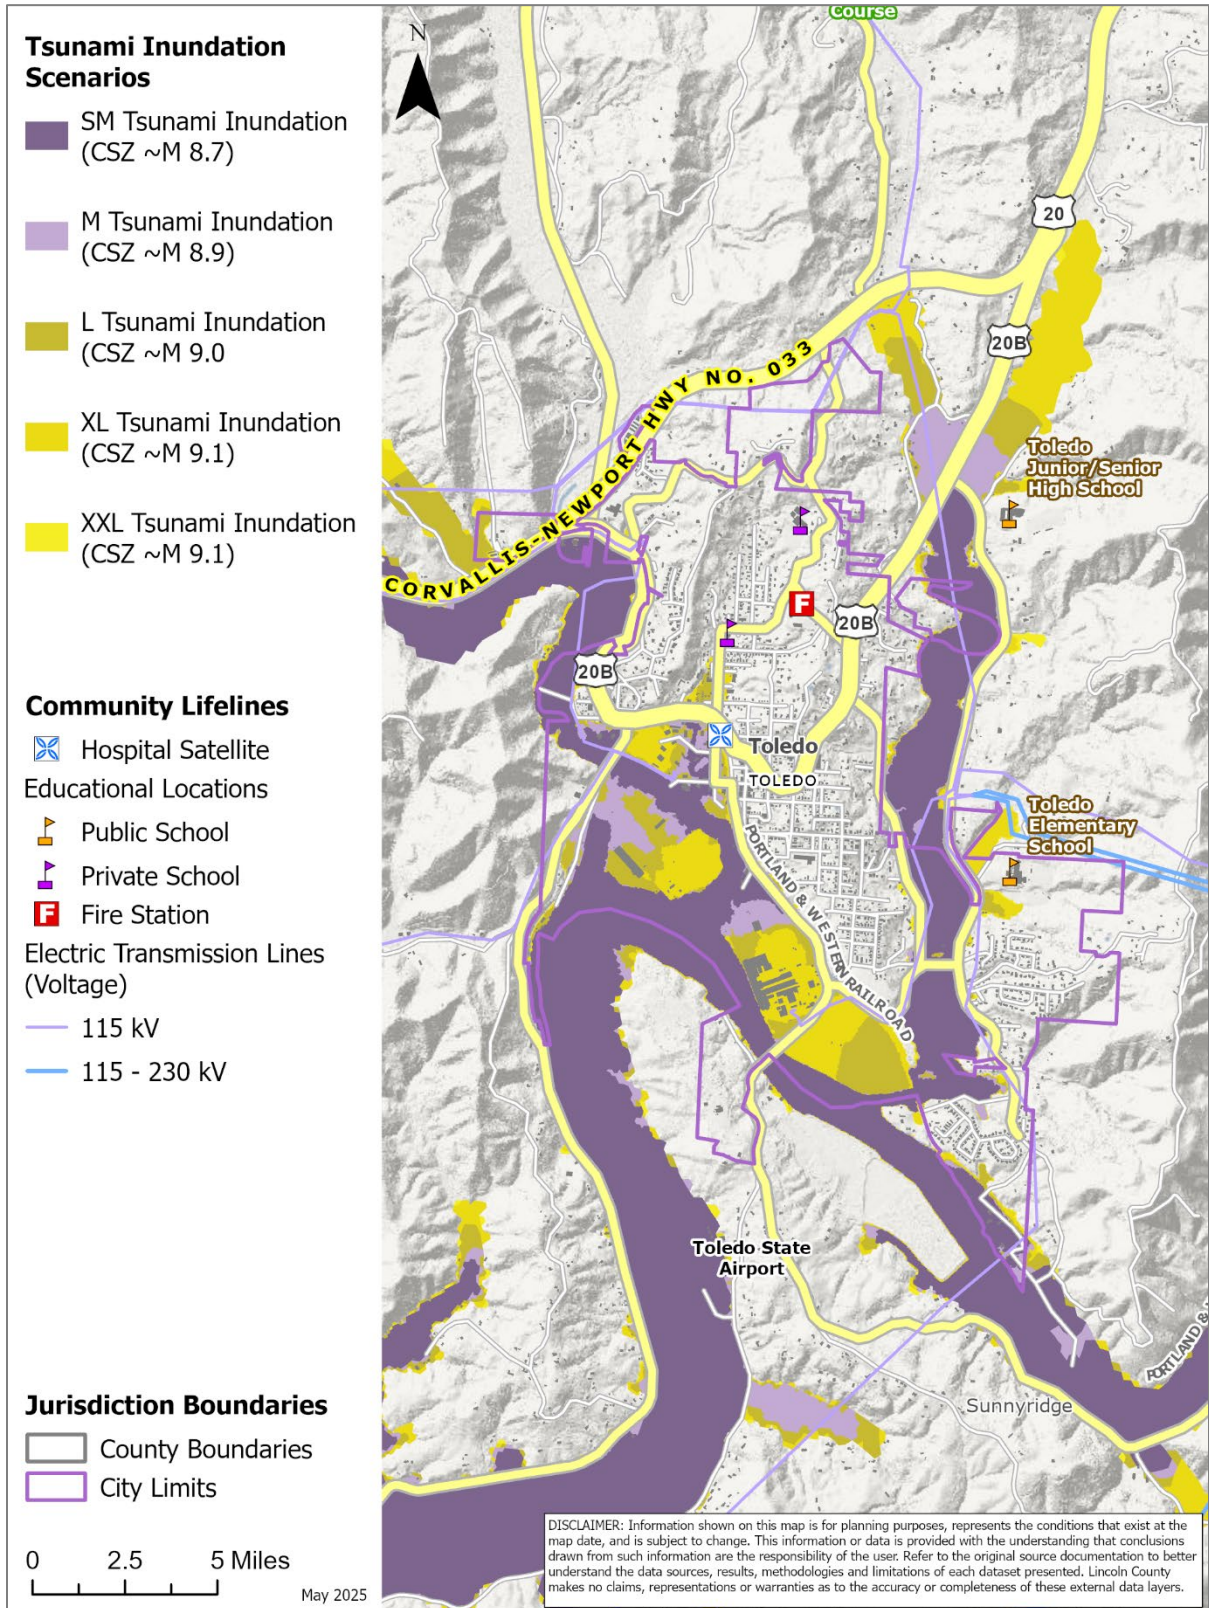 Tsunami Inundation
Scenarios
SM Tsunami Inundation
(CSZ ~M 8.7)
M Tsunami Inundation
(CSZ ~M 8.9)
L Tsunami Inundation
(CSZ ~M 9.0
XL Tsunami Inundation
(CSZ ~M 9.1)
XXL Tsunami Inundation
(CSZ ~M 9.1)
Community Lifelines
Hospital Satellite
Educational Locations
Public School
Private School
F
Fire Station
Electric Transmission Lines
(Voltage)
115 kV
115 - 230 kV
Jurisdiction Boundaries
County Boundaries
City Limits
0 2.5 5 Miles
May 2025
N
Course
20
20B
CORVALLIS-NEWPORT HWY NO. 033
Toledo
Junior/Senior
High School
F
20B
20B
Toledo
TOLEDO
Toledo
Elementary
School
PORTLAND & WESTERN RAILROAD
Toledo State
Airport
PORTLAND &
Sunnyridge
DISCLAIMER: Information shown on this map is for planning purposes, represents the conditions that exist at the
map date, and is subject to change. This information or data is provided with the understanding that conclusions
drawn from such information are the responsibility of the user. Refer to the original source documentation to better
understand the data sources, results, methodologies and limitations of each dataset presented. Lincoln County
makes no claims, representations or warranties as to the accuracy or completeness of these external data layers.